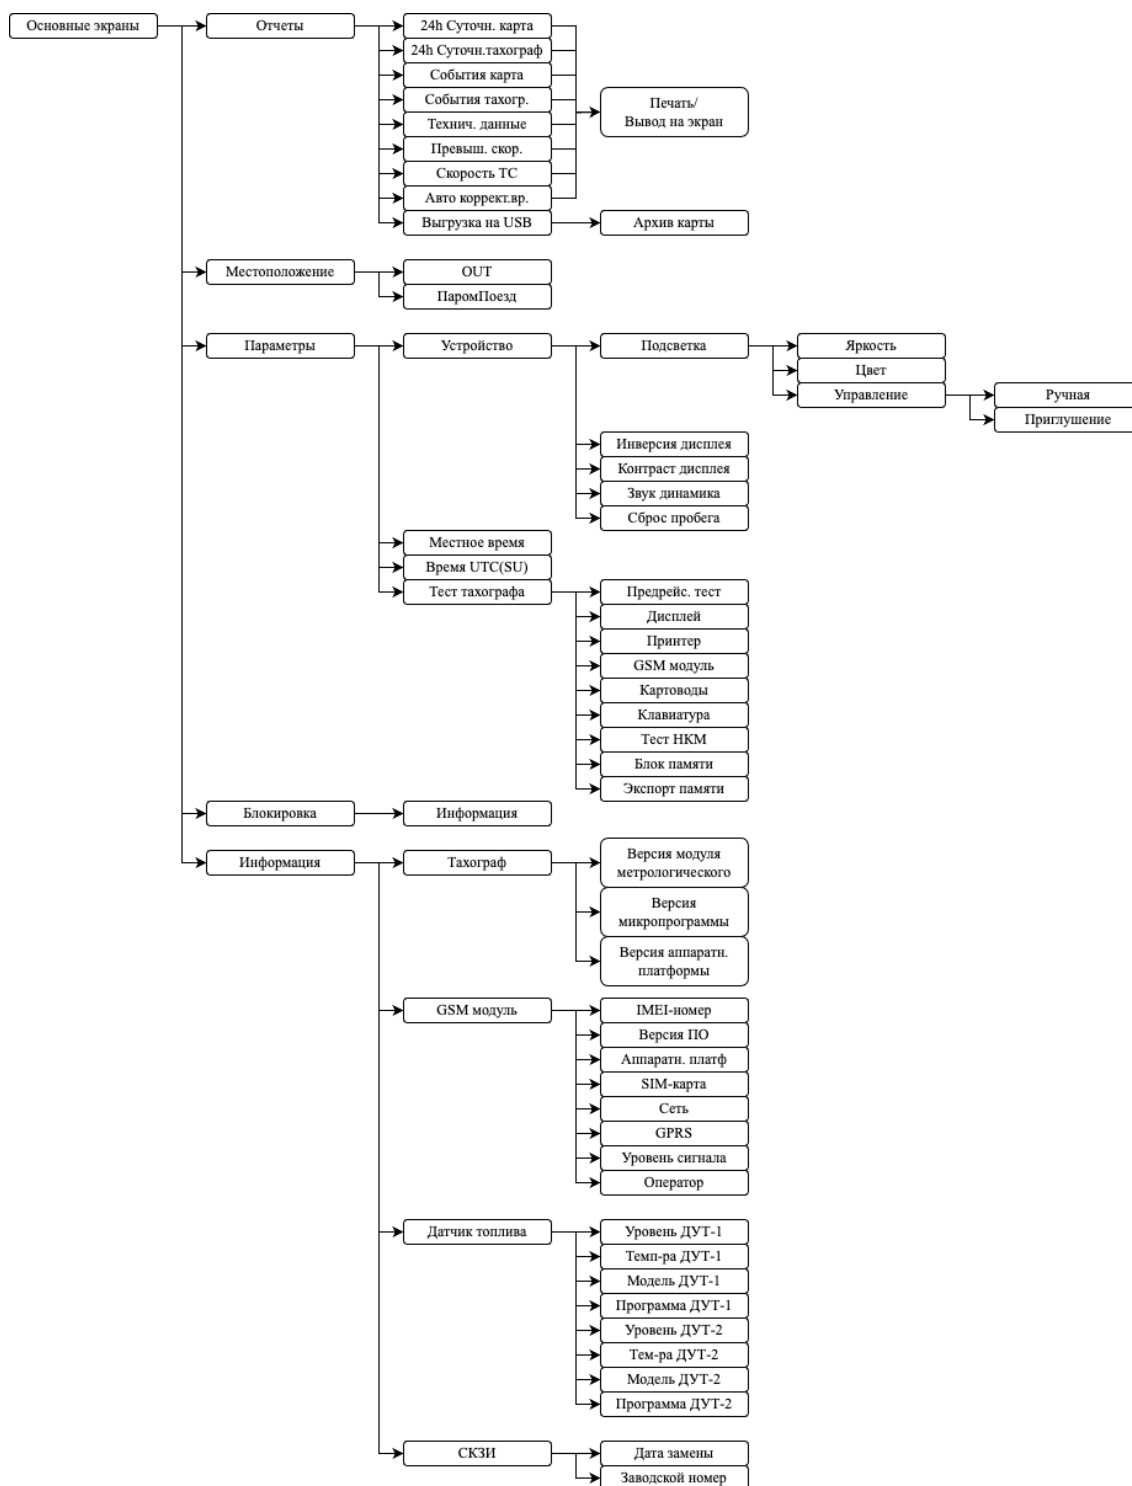 Основные экраны
Отчеты
24h Суточн. карта
24h Суточн.тахограф
События карта
События тахогр.
Технич. данные
Превыш. скор.
Скорость ТС
Авто коррект.вр.
Печать/
Вывод на экран
Выгрузка на USB
Архив карты
Местоположение
OUT
ПаромПоезд
Параметры
Устройство
Подсветка
Яркость
Цвет
Управление
Ручная
Приглушение
Инверсия дисплея
Контраст дисплея
Звук динамика
Сброс пробега
Местное время
Время UTC(SU)
Тест тахографа
Предрейс. тест
Дисплей
Принтер
GSM модуль
Картоводы
Клавиатура
Тест НКМ
Блок памяти
Экспорт памяти
Блокировка
Информация
Информация
Тахограф
Версия модуля
метрологического
Версия
микропрограммы
Версия аппаратн.
платформы
GSM модуль
IMEI-номер
Версия ПО
Аппаратн. платф
SIM-карта
Сеть
GPRS
Уровень сигнала
Оператор
Датчик топлива
Уровень ДУТ-1
Темп-ра ДУТ-1
Модель ДУТ-1
Программа ДУТ-1
Уровень ДУТ-2
Тем-ра ДУТ-2
Модель ДУТ-2
Программа ДУТ-2
СКЗИ
Дата замены
Заводской номер